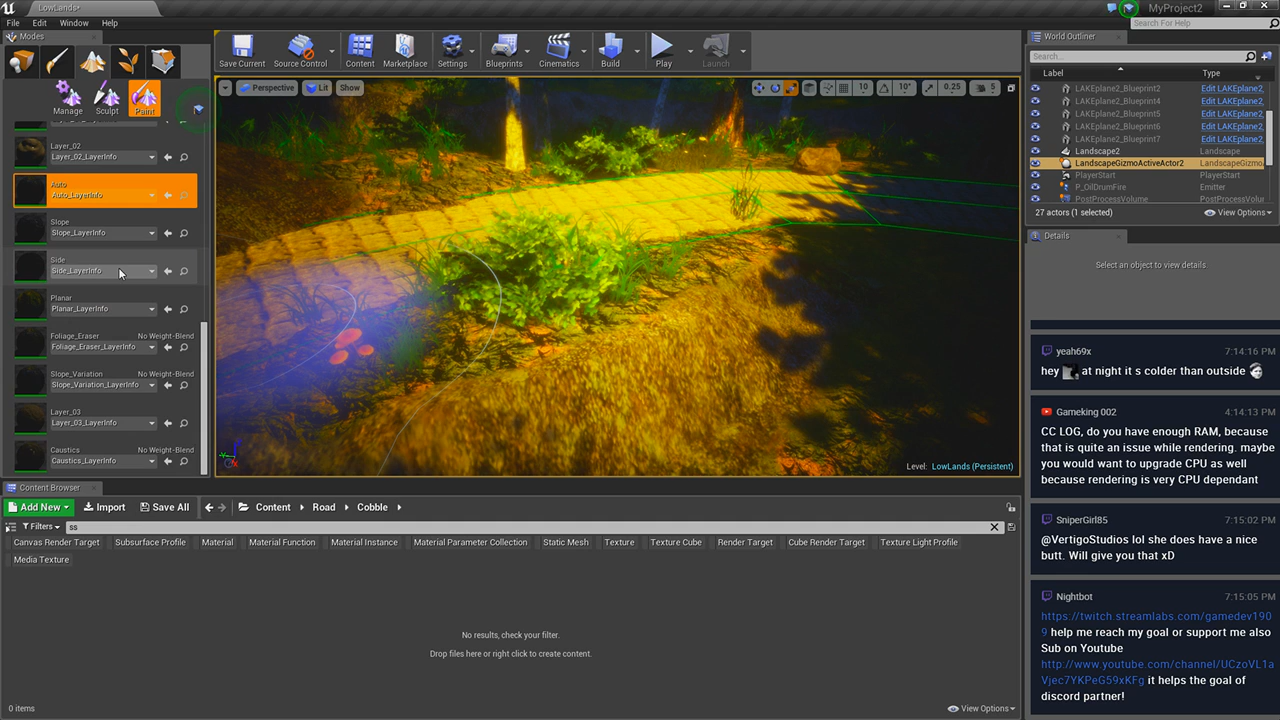 LowLands*
MyProject2
File Edit Window Help
Search For Help
Modes
Manage Sculpt Paint
Layer_02
Layer_02_LayerInfo
Auto
Auto_LayerInfo
Slope
Slope_LayerInfo
Side
Side_LayerInfo
Planar
Planar_LayerInfo
Foliage_Eraser No Weight-Blend
Foliage_Eraser_LayerInfo
Slope_Variation No Weight-Blend
Slope_Variation_LayerInfo
Layer_03
Layer_03_LayerInfo
Caustics No Weight-Blend
Caustics_LayerInfo
Save Current Source Control Content Marketplace Settings Blueprints Cinematics Build Play Launch
Perspective Lit Show
10 10° 0.25 5
Level: LowLands (Persistent)
World Outliner
Search...
Label Type
LAKEplane2_Blueprint2 Edit LAKEplane2_
LAKEplane2_Blueprint4 Edit LAKEplane2_
LAKEplane2_Blueprint5 Edit LAKEplane2_
LAKEplane2_Blueprint6 Edit LAKEplane2_
LAKEplane2_Blueprint7 Edit LAKEplane2_
Landscape2 Landscape
LandscapeGizmoActiveActor2 LandscapeGizmo
PlayerStart PlayerStart
P_OilDrumFire Emitter
PostProcessVolume PostProcessVolume
27 actors (1 selected) View Options
Details
Select an object to view details.
yeah69x 7:14:16 PM
hey at night it s colder than outside
Gameking 002 4:14:13 PM
CC LOG, do you have enough RAM, because
that is quite an issue while rendering. maybe
you would want to upgrade CPU as well
because rendering is very CPU dependant
SniperGirl85 7:15:02 PM
@VertigoStudios lol she does have a nice
butt. Will give you that xD
Nightbot 7:15:05 PM
https://twitch.streamlabs.com/gamedev190
9 help me reach my goal or support me also
Sub on Youtube
http://www.youtube.com/channel/UCzoVL1a
Vjec7YKPeG59xKFg it helps the goal of
discord partner!
Content Browser
Add New Import Save All Content Road Cobble
Filters ss
Canvas Render Target Subsurface Profile Material Material Function Material Instance Material Parameter Collection Static Mesh Texture Texture Cube Render Target Cube Render Target Texture Light Profile
Media Texture
No results, check your filter.
Drop files here or right click to create content.
0 items View Options